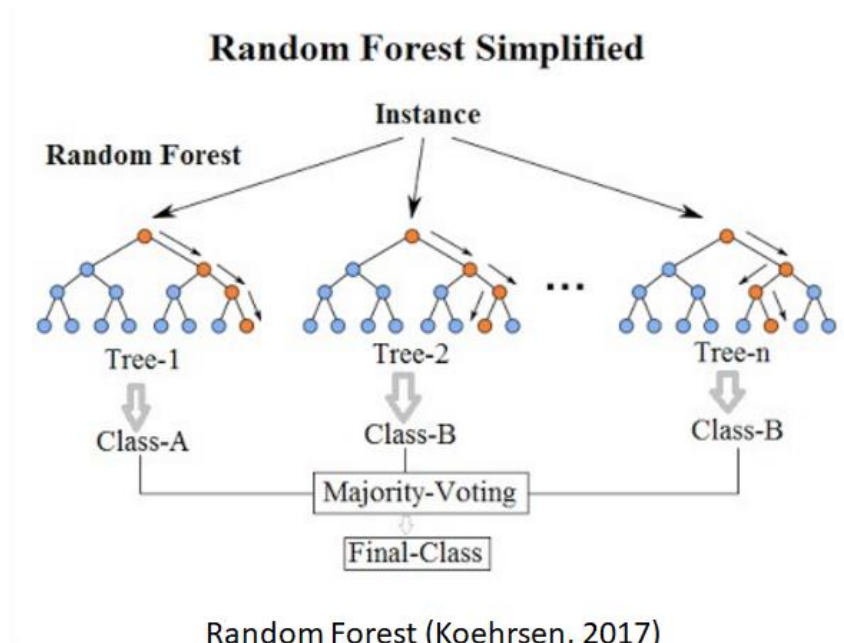 Random Forest Simplified
Instance
Random Forest
...
Tree-1
Tree-2
Tree-n
Class-A
Class-B
Class-B
Majority-Voting
Final-Class
Random Forest (Koehrsen, 2017)